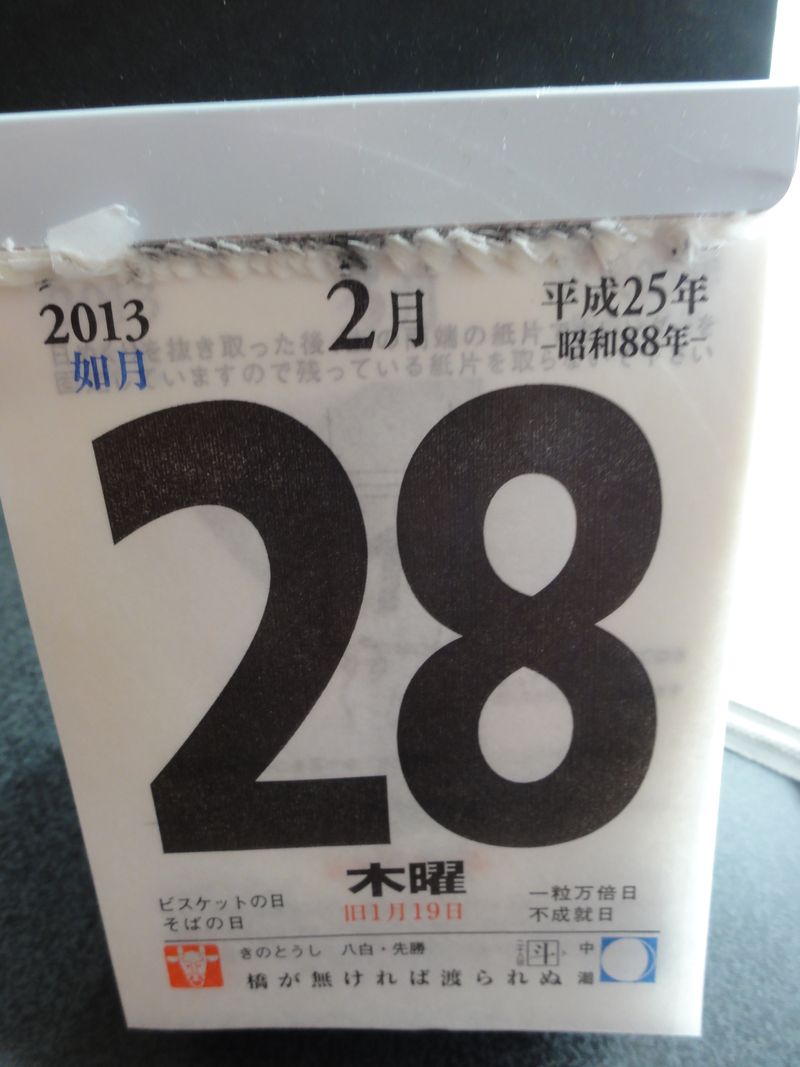 2013
如月
2月
平成25年
-昭和88年-
28
木曜
旧1月19日
ビスケットの日
そばの日
一粒万倍日
不成就日
きのとうし 八白・先勝
斗
中潮
橋が無ければ渡られぬ